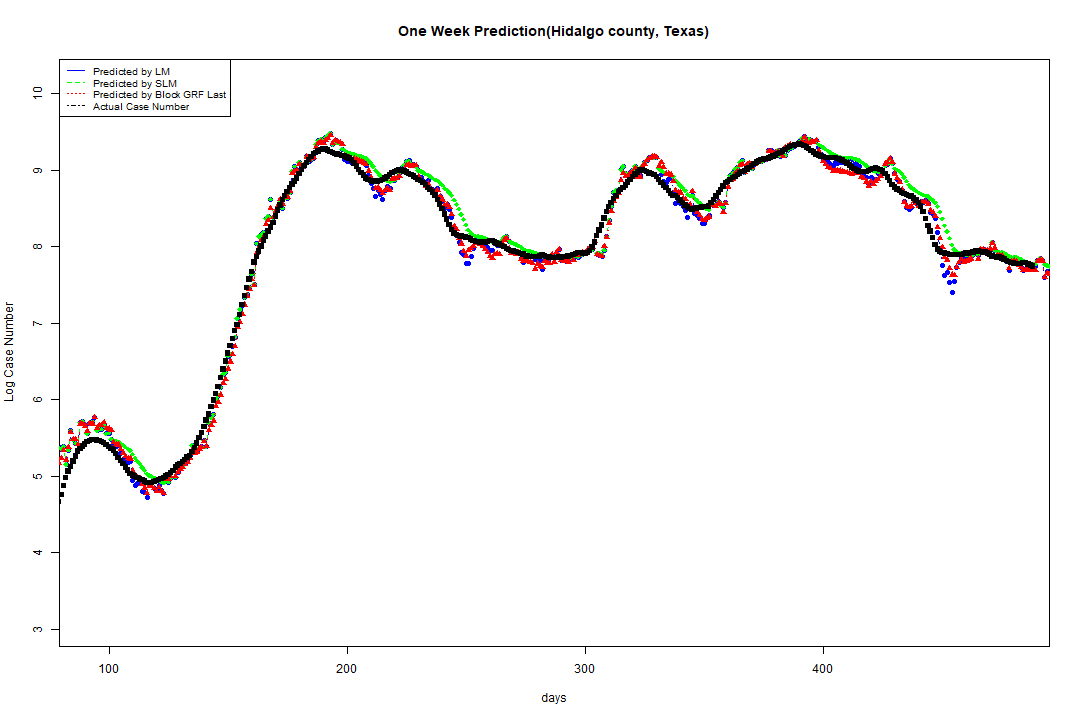 One Week Prediction(Hidalgo county, Texas)
Predicted by LM
Predicted by SLM
Predicted by Block GRF Last
Actual Case Number
10
9
8
7
6
5
4
3
Log Case Number
100 200 300 400
days